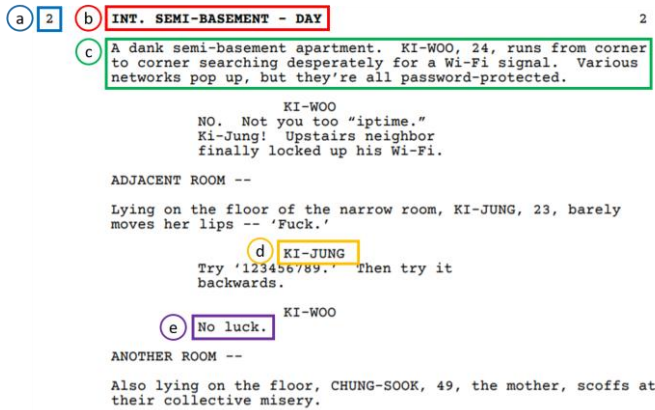 a 2 b INT. SEMI-BASEMENT - DAY 2
c A dank semi-basement apartment. KI-WOO, 24, runs from corner
to corner searching desperately for a Wi-Fi signal. Various
networks pop up, but they're all password-protected.
KI-WOO
NO. Not you too "iptime."
Ki-Jung! Upstairs neighbor
finally locked up his Wi-Fi.
ADJACENT ROOM --
Lying on the floor of the narrow room, KI-JUNG, 23, barely
moves her lips -- 'Fuck.'
d KI-JUNG
Try '123456789.' Then try it
backwards.
KI-WOO
e No luck.
ANOTHER ROOM --
Also lying on the floor, CHUNG-SOOK, 49, the mother, scoffs at
their collective misery.